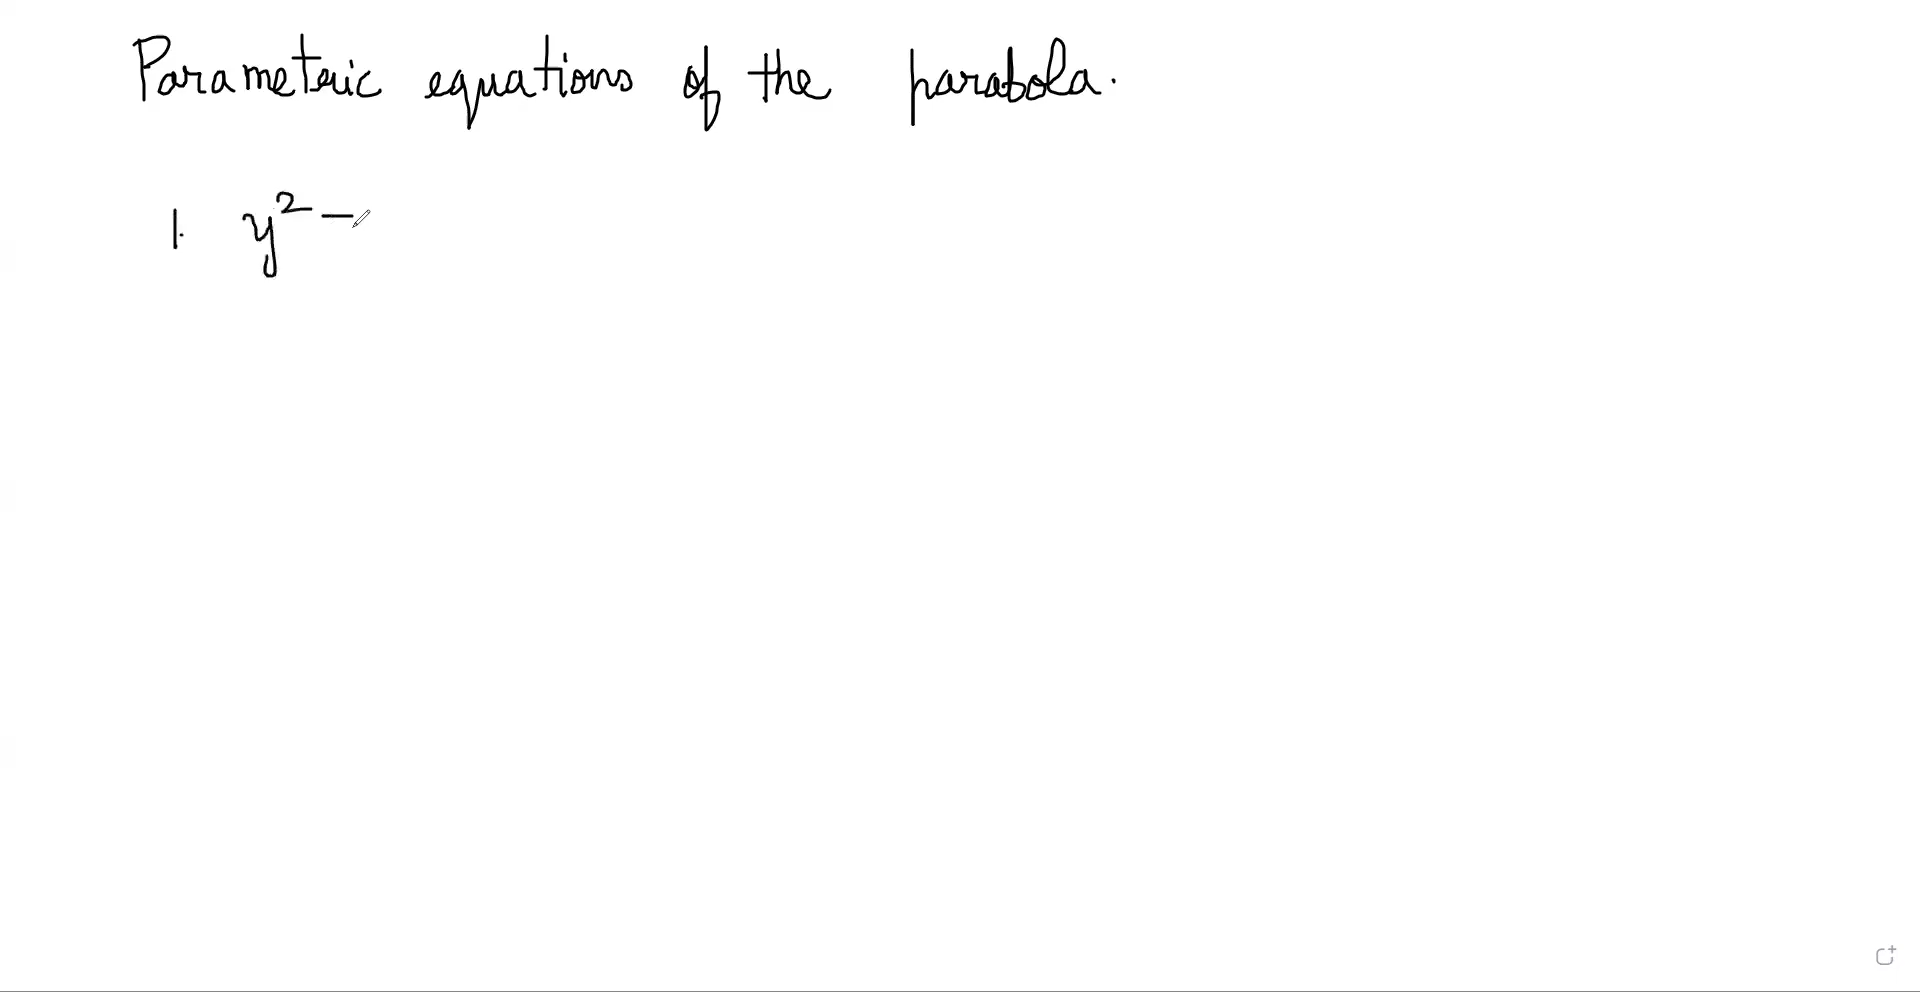 Parametric equations of the parabola.
1. y² –